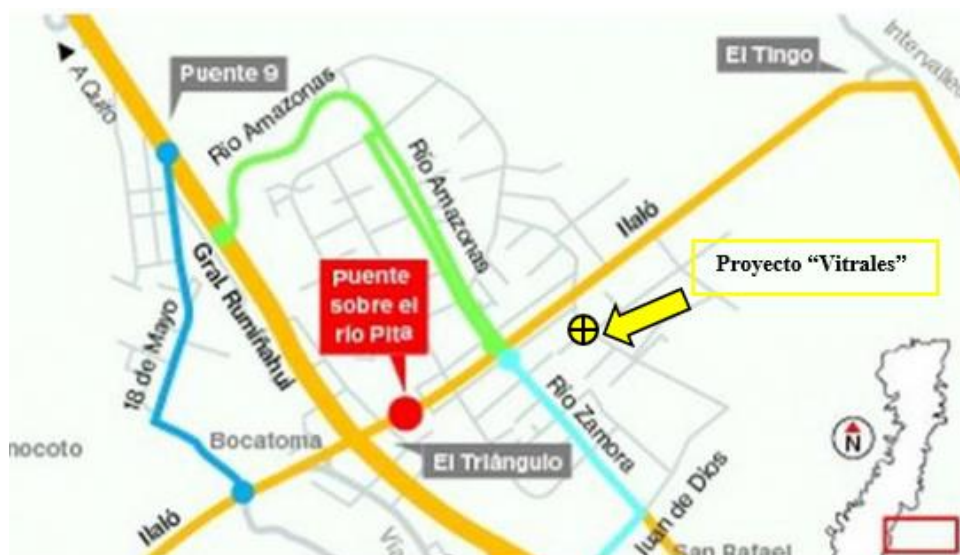 Intervalles
El Tingo
Puente 9
A Quito
Río Amazonas
Río Amazonas
Ilaló
Proyecto “Vitrales”
Gral. Rumiñahui
Puente
sobre el
río Pita
18 de Mayo
Río Zamora
Bocatoma
nocoto
El Triángulo
N
Juan de Dios
Ilaló
Vía
San Rafael